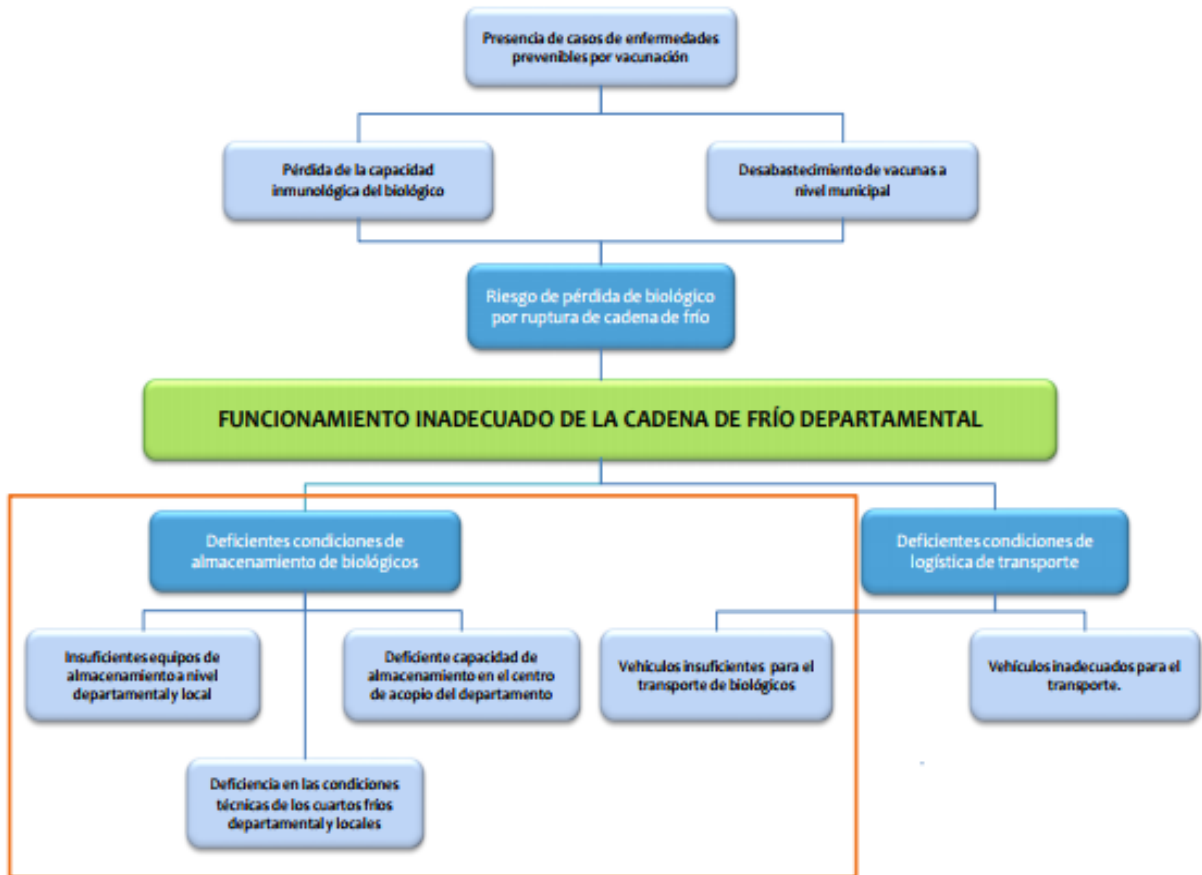 Presencia de casos de enfermedades
prevenibles por vacunación
Pérdida de la capacidad
inmunológica del biológico
Desabastecimiento de vacunas a
nivel municipal
Riesgo de pérdida de biológico
por ruptura de cadena de frío
FUNCIONAMIENTO INADECUADO DE LA CADENA DE FRÍO DEPARTAMENTAL
Deficientes condiciones de
almacenamiento de biológicos
Deficientes condiciones de
logística de transporte
Insuficientes equipos de
almacenamiento a nivel
departamental y local
Deficiente capacidad de
almacenamiento en el centro
de acopio del departamento
Vehículos insuficientes para el
transporte de biológicos
Vehículos inadecuados para el
transporte.
Deficiencia en las condiciones
técnicas de los cuartos fríos
departamental y locales